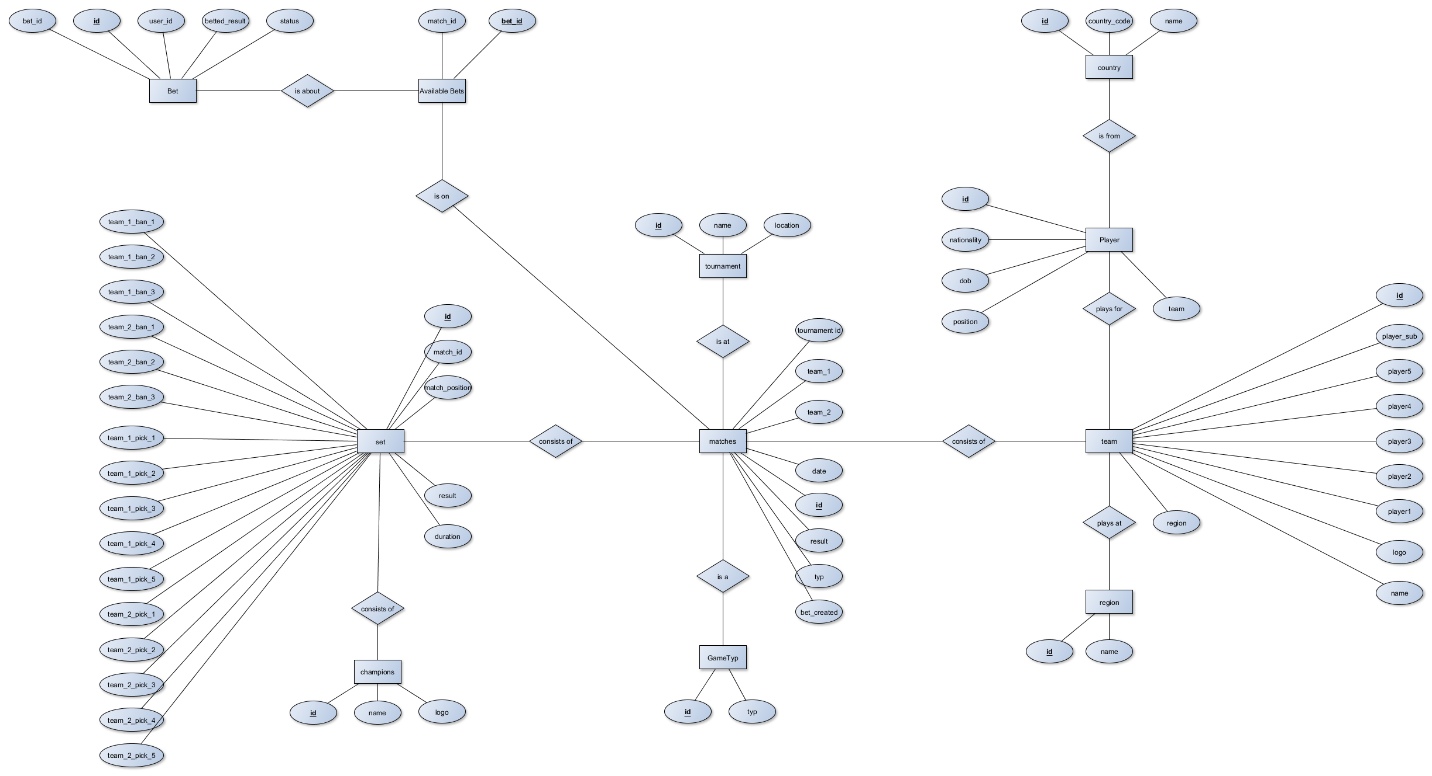 bet_id
id
user_id
betted_result
status
match_id
bet_id
id
country_code
name
Bet
is about
Available Bets
country
is from
is on
id
nationality
dob
position
Player
plays for
team
team_1_ban_1
team_1_ban_2
team_1_ban_3
team_2_ban_1
team_2_ban_2
team_2_ban_3
team_1_pick_1
team_1_pick_2
team_1_pick_3
team_1_pick_4
team_1_pick_5
team_2_pick_1
team_2_pick_2
team_2_pick_3
team_2_pick_4
team_2_pick_5
id
match_id
match_position
set
result
duration
consists of
champions
id
name
logo
consists of
id
name
location
tournament
is at
tournament id
team_1
team_2
matches
date
id
result
typ
bet_created
is a
GameTyp
id
typ
consists of
team
id
player_sub
player5
player4
player3
player2
player1
logo
name
region
plays at
region
id
name